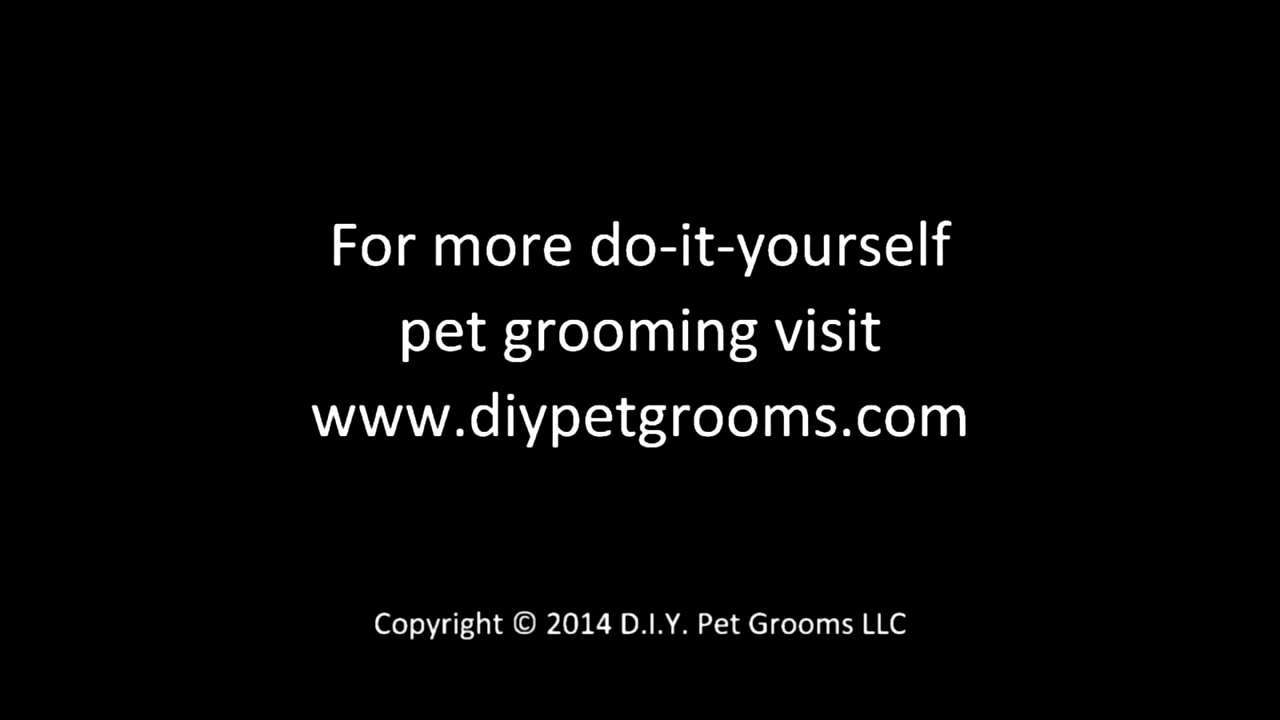 For more do-it-yourself
pet grooming visit
www.diypetgrooms.com
Copyright © 2014 D.I.Y. Pet Grooms LLC